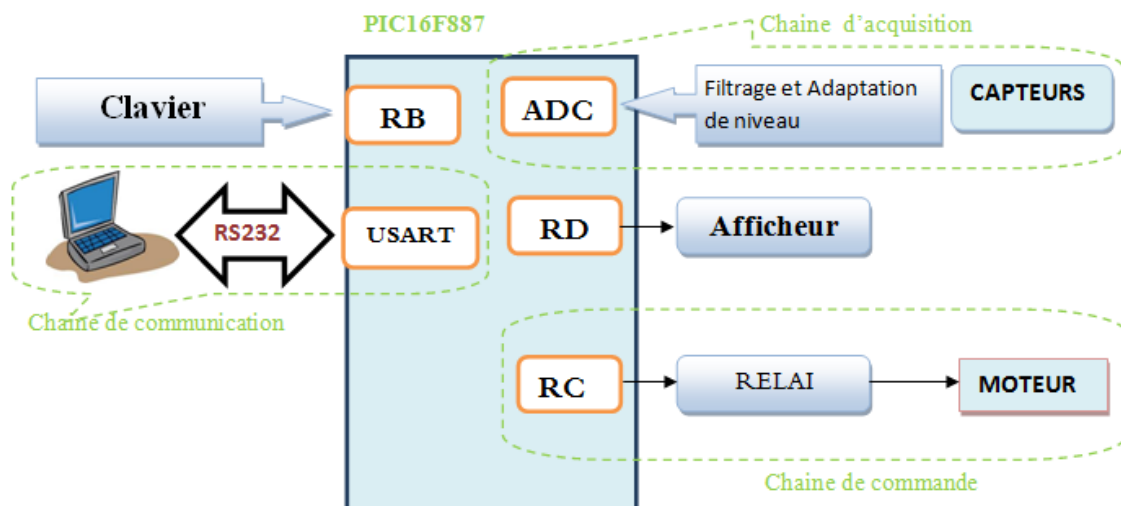 PIC16F887
Chaine d'acquisition
Clavier
RB
ADC
Filtrage et Adaptation
de niveau
CAPTEURS
RS232
USART
RD
Afficheur
Chaine de communication
RC
RELAI
MOTEUR
Chaine de commande